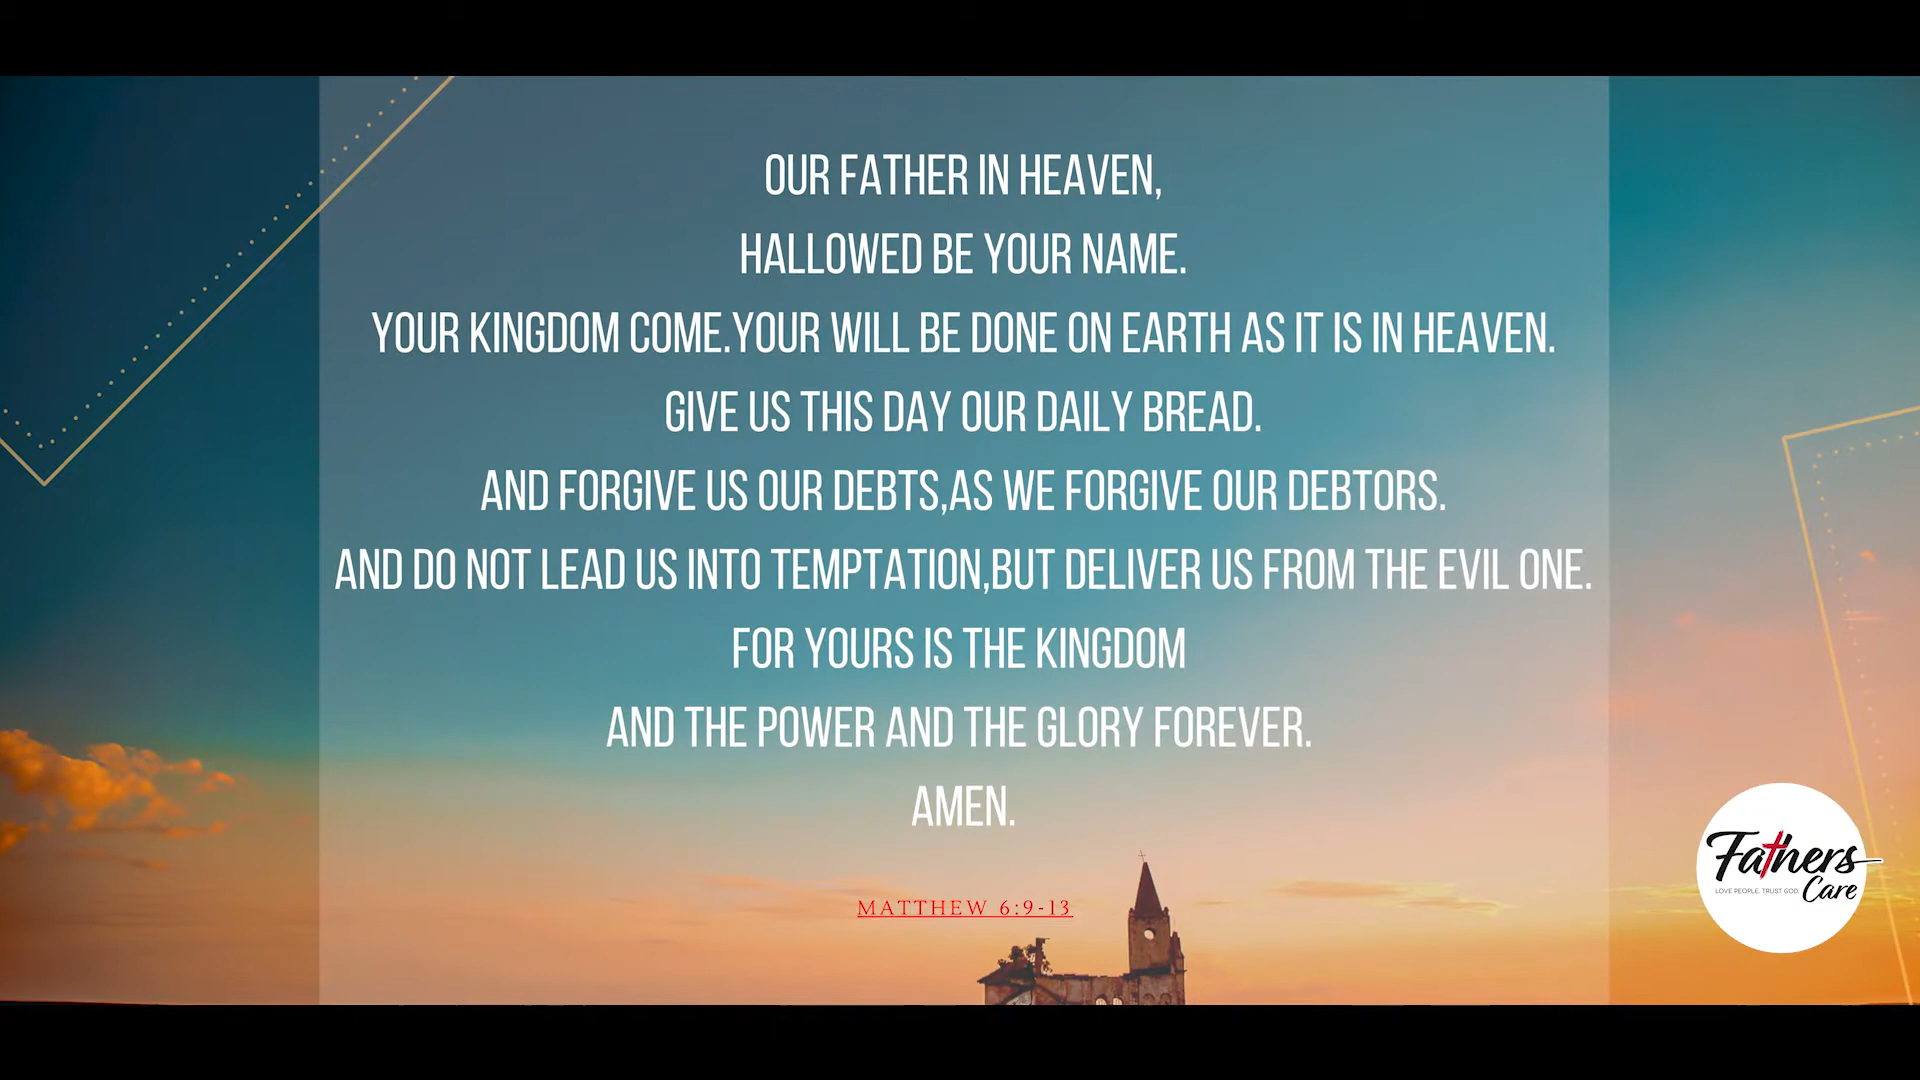 OUR FATHER IN HEAVEN,
HALLOWED BE YOUR NAME.
YOUR KINGDOM COME.YOUR WILL BE DONE ON EARTH AS IT IS IN HEAVEN.
GIVE US THIS DAY OUR DAILY BREAD.
AND FORGIVE US OUR DEBTS,AS WE FORGIVE OUR DEBTORS.
AND DO NOT LEAD US INTO TEMPTATION,BUT DELIVER US FROM THE EVIL ONE.
FOR YOURS IS THE KINGDOM
AND THE POWER AND THE GLORY FOREVER.
AMEN.
MATTHEW 6:9-13
Fathers
LOVE PEOPLE. TRUST GOD.
Care